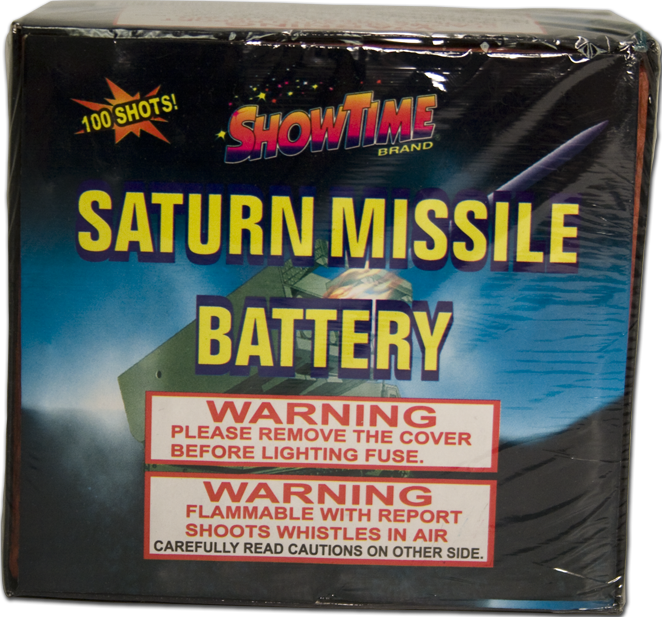 100 SHOTS!
SHOWTIME
BRAND
SATURN MISSILE
BATTERY
WARNING
PLEASE REMOVE THE COVER
BEFORE LIGHTING FUSE.
WARNING
FLAMMABLE WITH REPORT
SHOOTS WHISTLES IN AIR
CAREFULLY READ CAUTIONS ON OTHER SIDE.